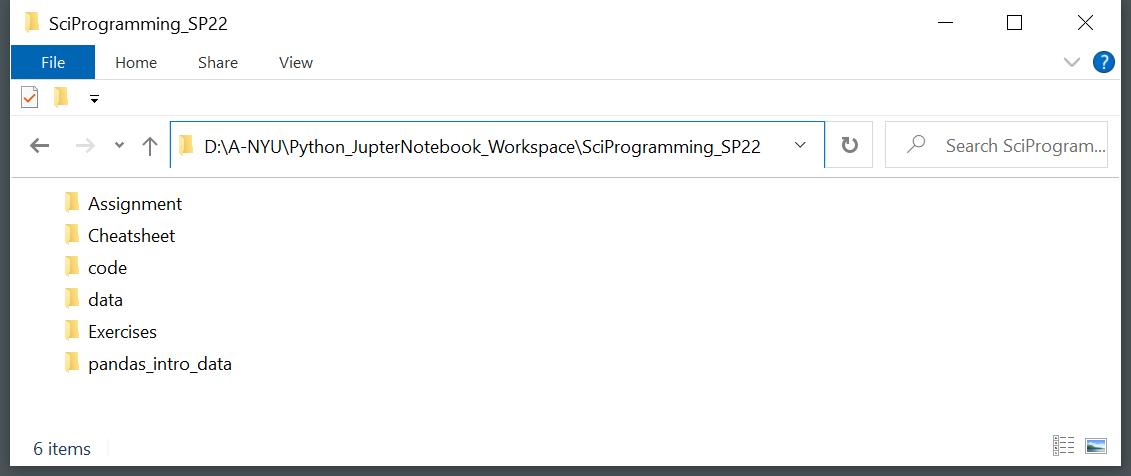 SciProgramming_SP22
File Home Share View
?
D:\A-NYU\Python_JupterNotebook_Workspace\SciProgramming_SP22 Search SciProgram...
Assignment
Cheatsheet
code
data
Exercises
pandas_intro_data
6 items